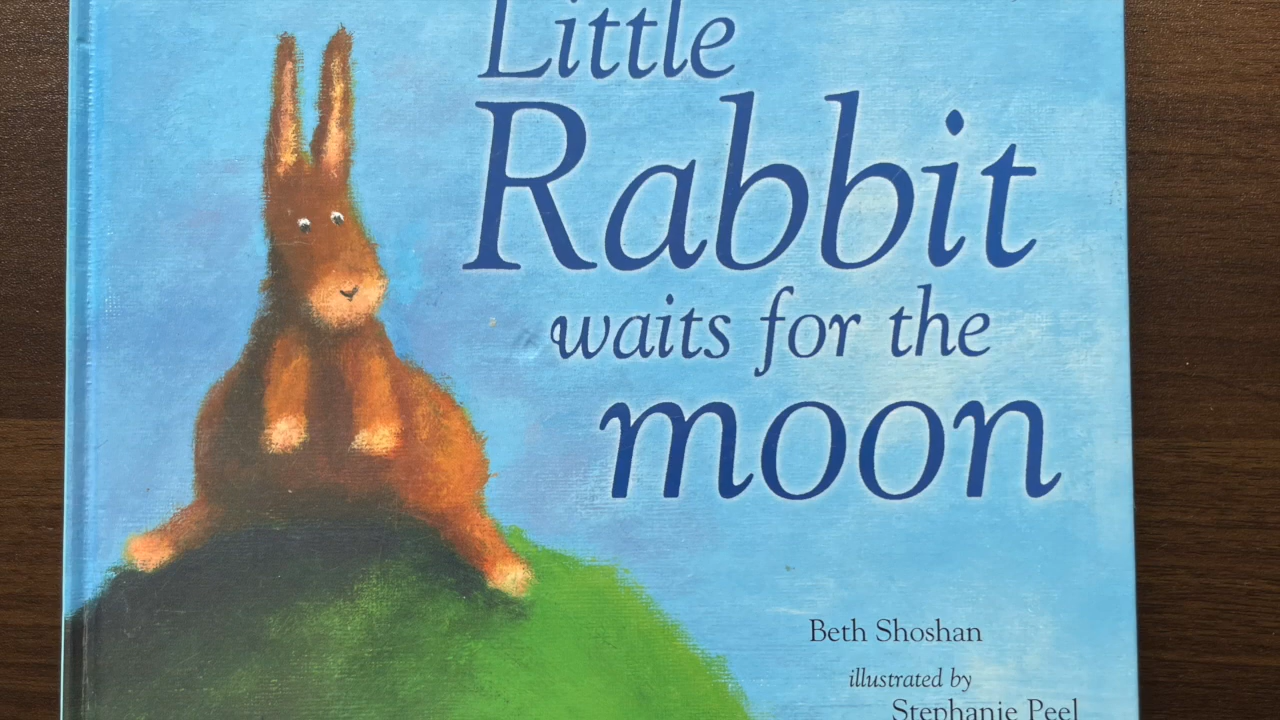 Little
Rabbit
waits for the
moon
Beth Shoshan
illustrated by
Stephanie Peel